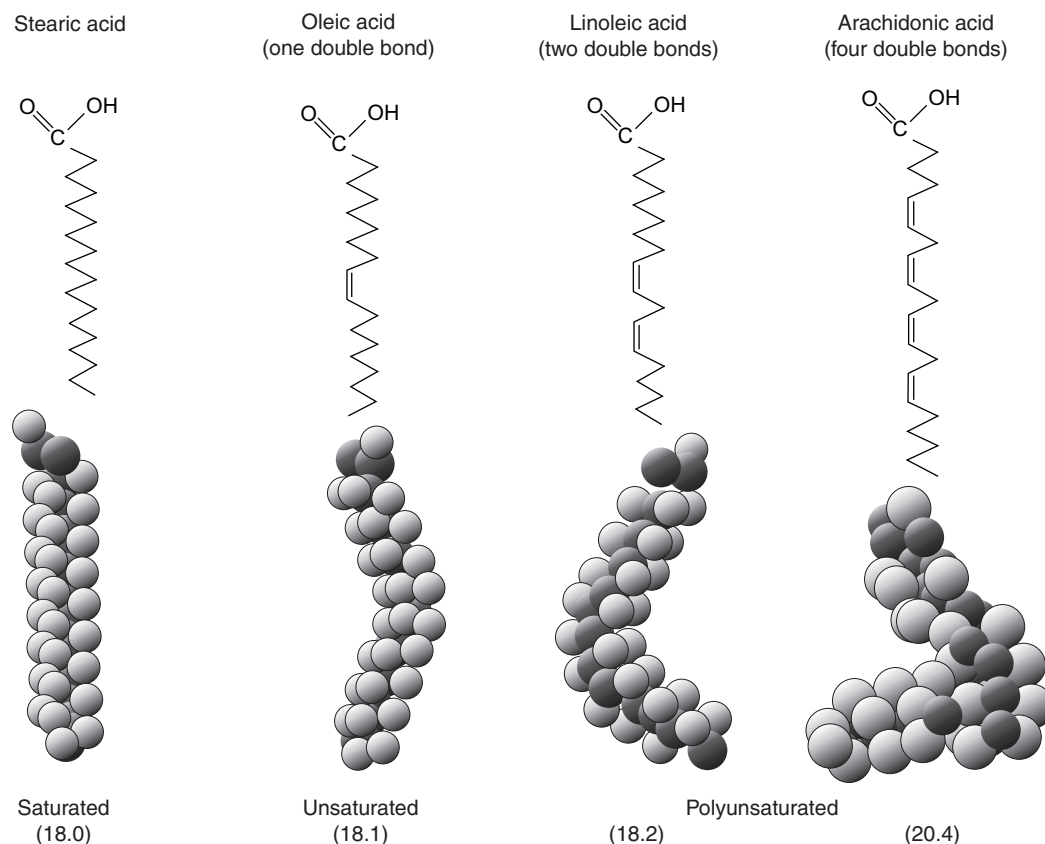 Stearic acid
Oleic acid
(one double bond)
Linoleic acid
(two double bonds)
Arachidonic acid
(four double bonds)
O
OH
C
O
OH
C
O
OH
C
O
OH
C
Saturated
(18.0)
Unsaturated
(18.1)
Polyunsaturated
(18.2)
(20.4)